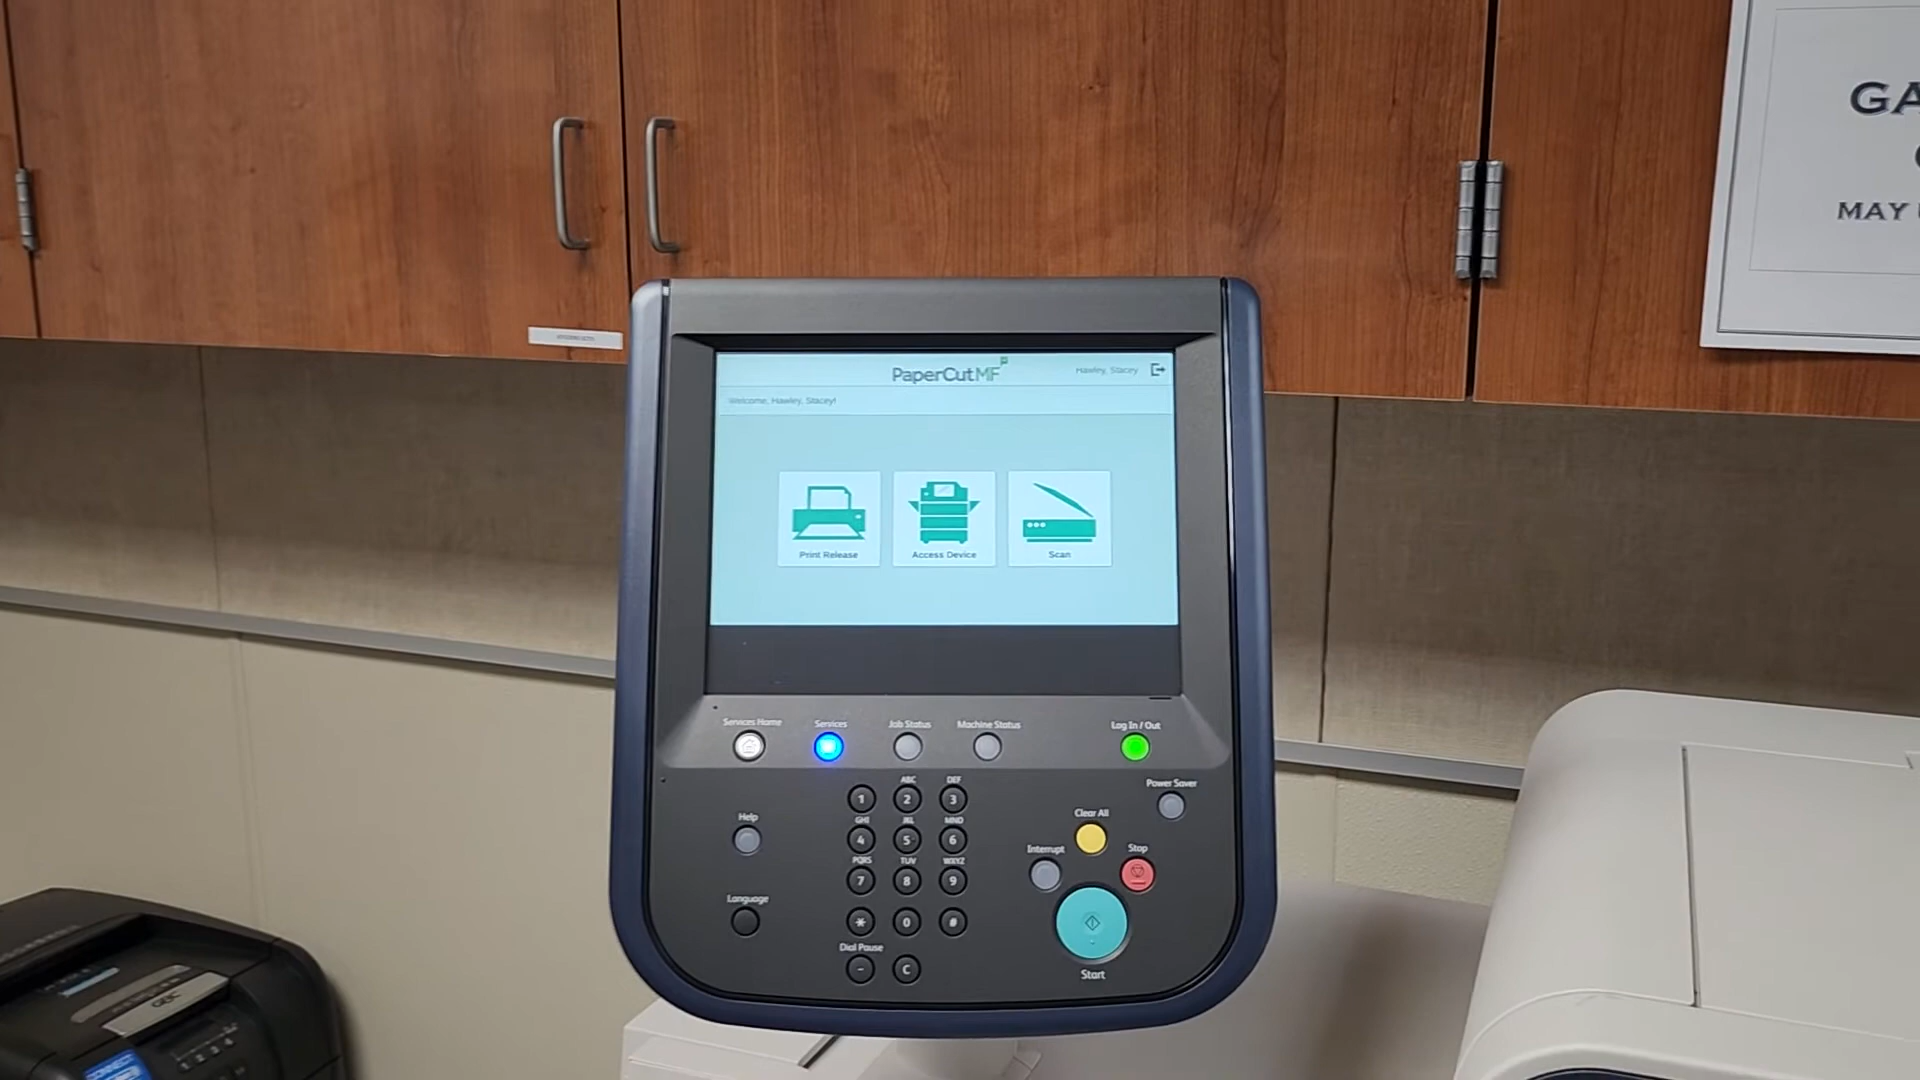 GA
MAY
PaperCutMF
Hawley, Stacey
Welcome, Hawley, Stacey!
Print Release
Access Device
Scan
Services Home
Services
Job Status
Machine Status
Log In / Out
Power Saver
Help
Language
ABC
DEF
1
2
3
GHI
JKL
MNO
4
5
6
PQRS
TUV
WXYZ
7
8
9
*
0
#
Dial Pause
-
C
Clear All
Interrupt
Stop
Start
GBC